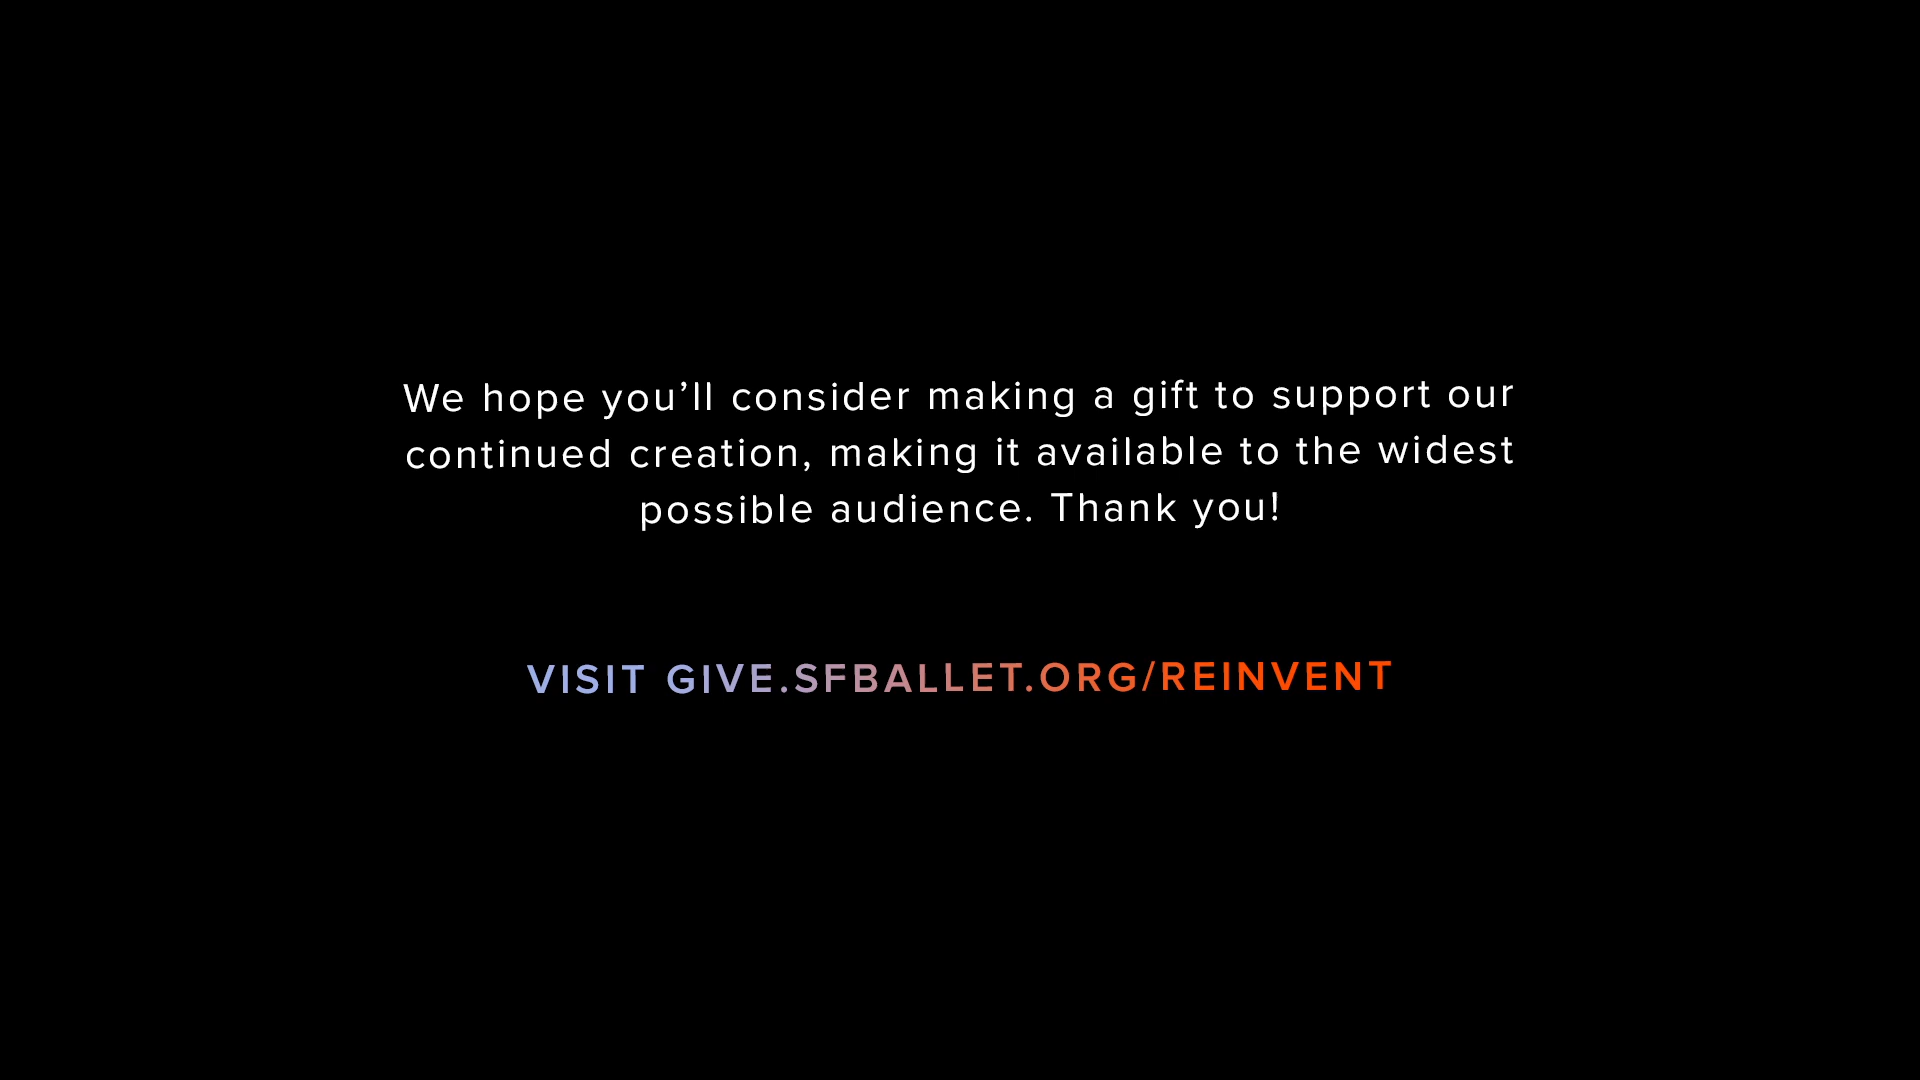 We hope you’ll consider making a gift to support our
continued creation, making it available to the widest
possible audience. Thank you!
VISIT GIVE.SFBALLET.ORG/REINVENT